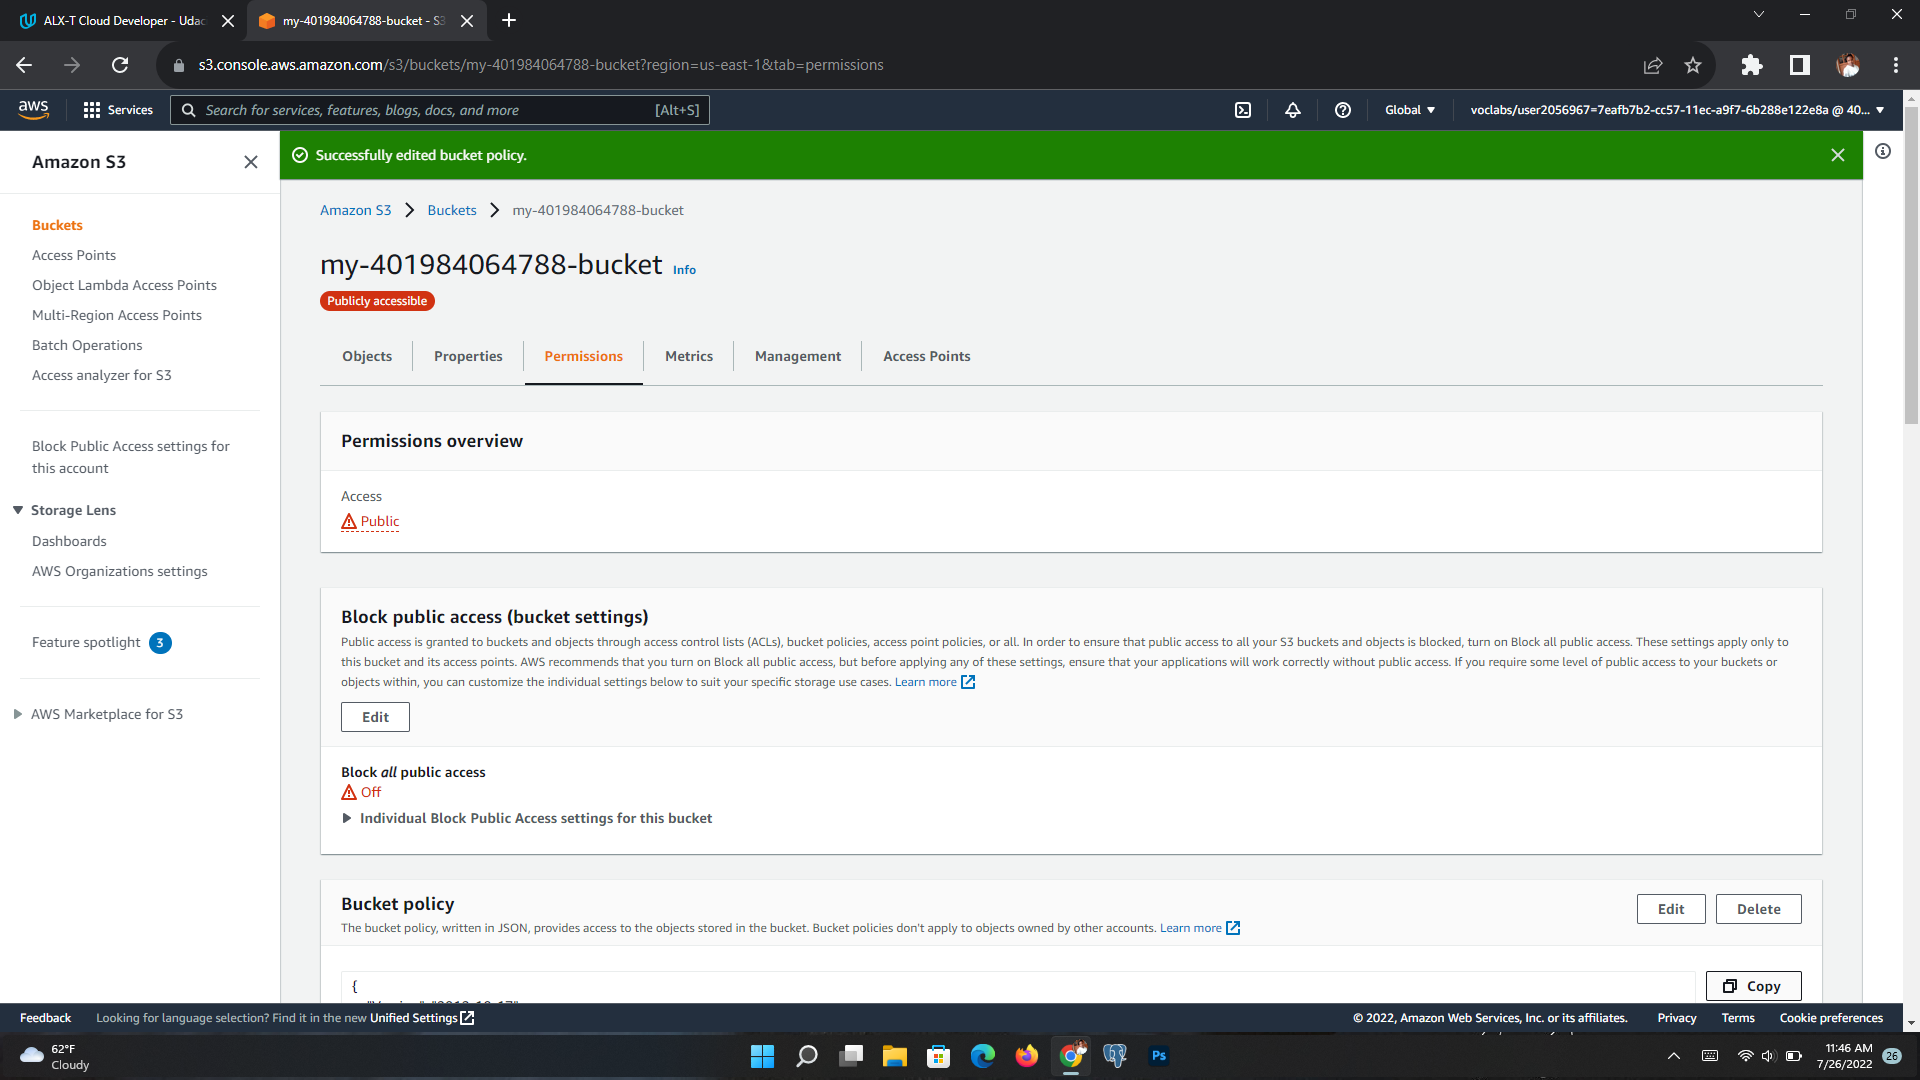 ALX-T Cloud Developer - Udac
my-401984064788-bucket - S3
s3.console.aws.amazon.com/s3/buckets/my-401984064788-bucket?region=us-east-1&tab=permissions
aws
Services
Search for services, features, blogs, docs, and more
[Alt+S]
Global
voclabs/user2056967=7eafb7b2-cc57-11ec-a9f7-6b288e122e8a @ 40...
Amazon S3
Buckets
Access Points
Object Lambda Access Points
Multi-Region Access Points
Batch Operations
Access analyzer for S3
Block Public Access settings for
this account
Storage Lens
Dashboards
AWS Organizations settings
Feature spotlight 3
AWS Marketplace for S3
Successfully edited bucket policy.
Amazon S3 Buckets my-401984064788-bucket
my-401984064788-bucket Info
Publicly accessible
Objects Properties Permissions Metrics Management Access Points
Permissions overview
Access
Public
Block public access (bucket settings)
Public access is granted to buckets and objects through access control lists (ACLs), bucket policies, access point policies, or all. In order to ensure that public access to all your S3 buckets and objects is blocked, turn on Block all public access. These settings apply only to
this bucket and its access points. AWS recommends that you turn on Block all public access, but before applying any of these settings, ensure that your applications will work correctly without public access. If you require some level of public access to your buckets or
objects within, you can customize the individual settings below to suit your specific storage use cases. Learn more
Edit
Block all public access
Off
Individual Block Public Access settings for this bucket
Bucket policy
Edit
Delete
The bucket policy, written in JSON, provides access to the objects stored in the bucket. Bucket policies don't apply to objects owned by other accounts. Learn more
{
Copy
Feedback
Looking for language selection? Find it in the new Unified Settings
© 2022, Amazon Web Services, Inc. or its affiliates.
Privacy
Terms
Cookie preferences
62°F
Cloudy
Ps
11:46 AM
7/26/2022
26